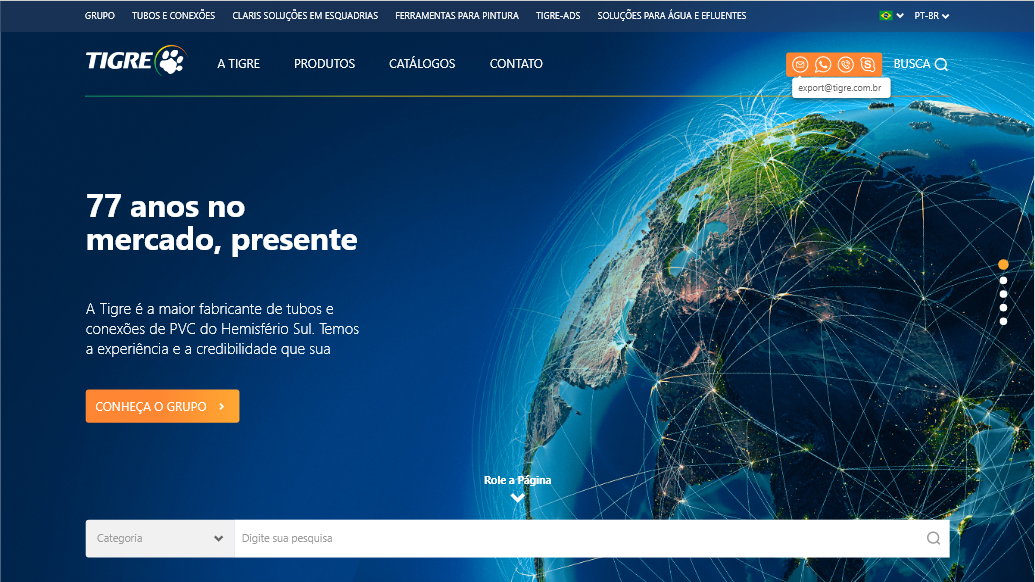 GRUPO TUBOS E CONEXÕES CLARIS SOLUÇÕES EM ESQUADRIAS FERRAMENTAS PARA PINTURA TIGRE-ADS SOLUÇÕES PARA ÁGUA E EFLUENTES PT-BR
TIGRE A TIGRE PRODUTOS CATÁLOGOS CONTATO BUSCA
export@tigre.com.br
77 anos no
mercado, presente
A Tigre é a maior fabricante de tubos e
conexões de PVC do Hemisfério Sul. Temos
a experiência e a credibilidade que sua
CONHEÇA O GRUPO
Role a Página
Categoria Digite sua pesquisa